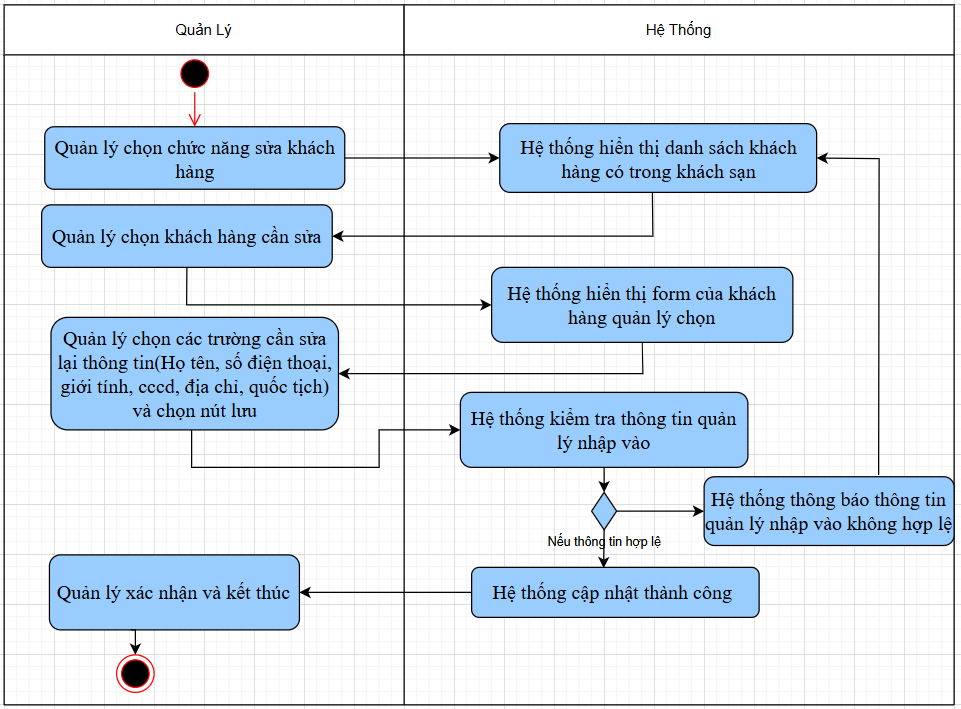 Quản Lý
Hệ Thống
Quản lý chọn chức năng sửa khách
hàng
Hệ thống hiển thị danh sách khách
hàng có trong khách sạn
Quản lý chọn khách hàng cần sửa
Hệ thống hiển thị form của khách
hàng quản lý chọn
Quản lý chọn các trường cần sửa
lại thông tin(Họ tên, số điện thoại,
giới tính, cccd, địa chỉ, quốc tịch)
và chọn nút lưu
Hệ thống kiểm tra thông tin quản
lý nhập vào
Hệ thống thông báo thông tin
quản lý nhập vào không hợp lệ
Nếu thông tin hợp lệ
Hệ thống cập nhật thành công
Quản lý xác nhận và kết thúc